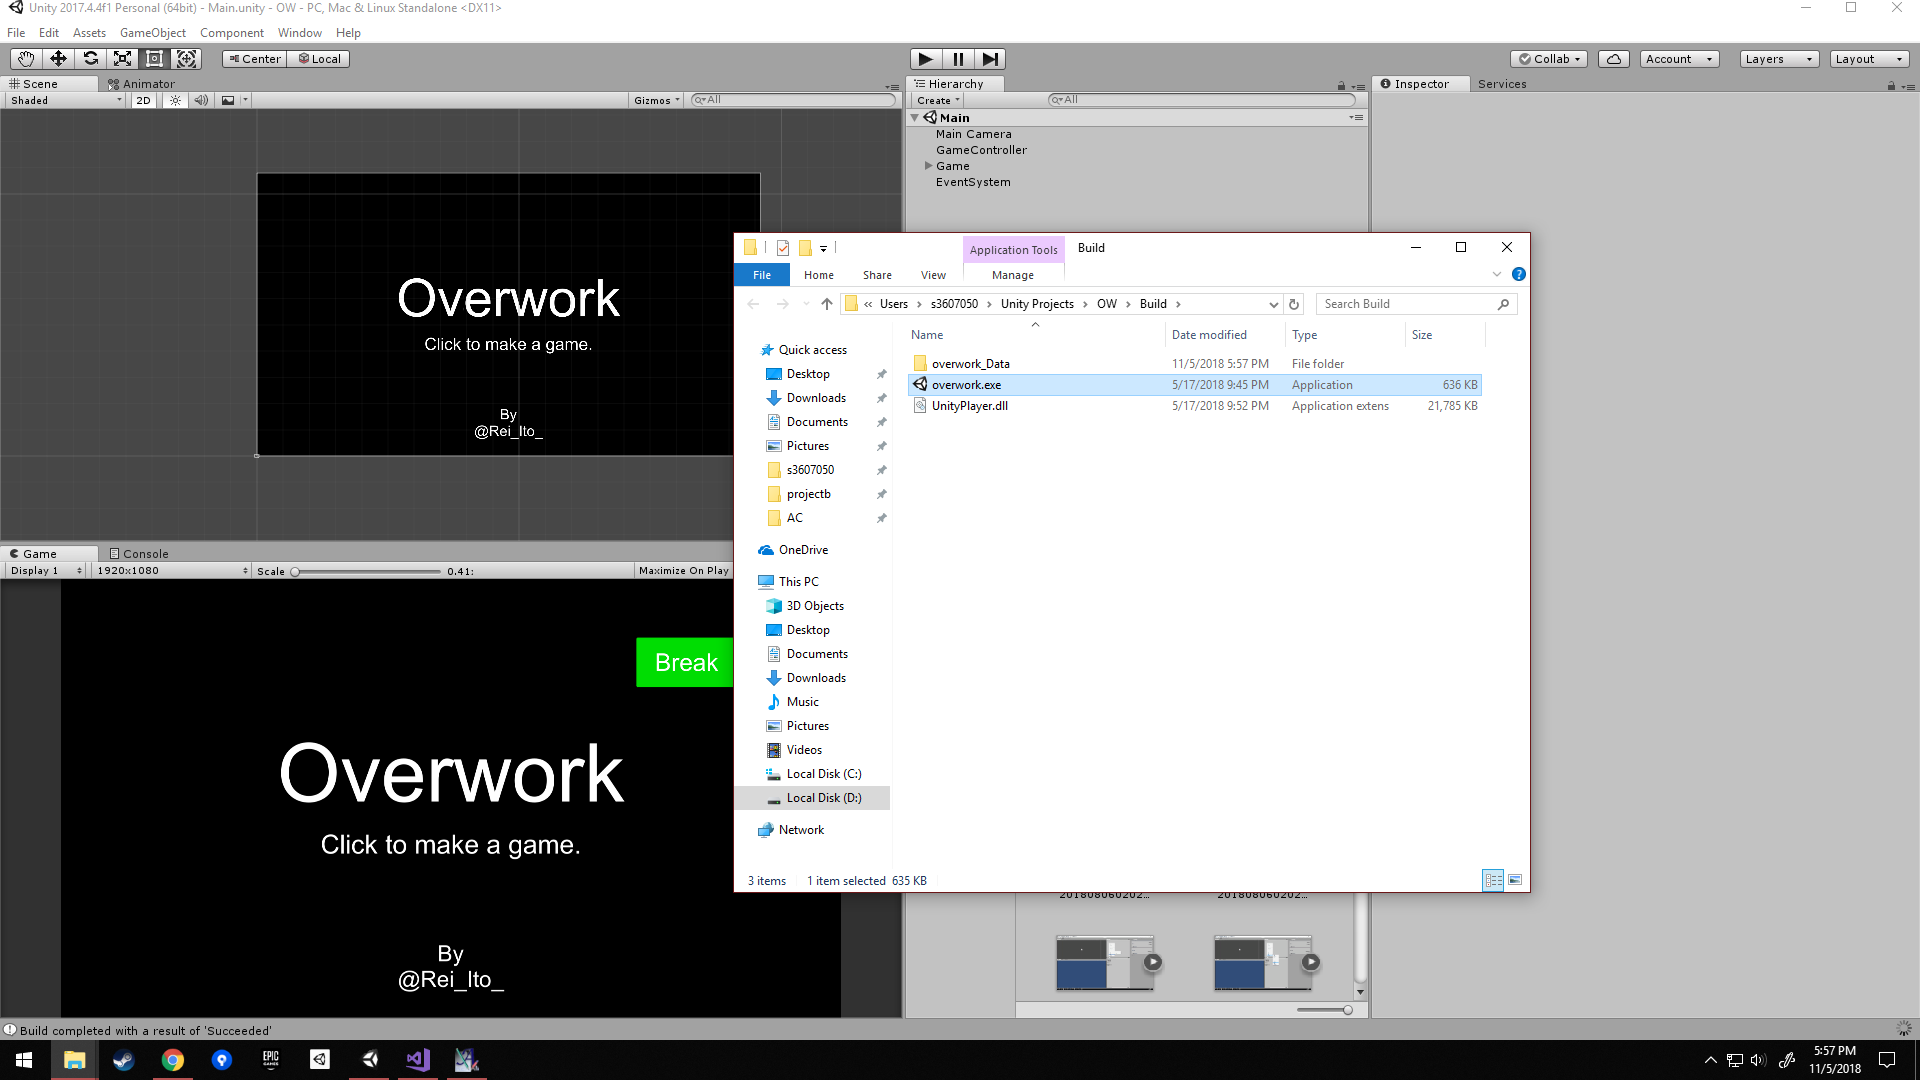 Unity 2017.4.4f1 Personal (64bit) - Main.unity - OW - PC, Mac & Linux Standalone <DX11>
File Edit Assets GameObject Component Window Help
Center Local
Collab Account Layers Layout
Scene Animator
Shaded 2D Gizmos All
Hierarchy
Create All
Main
Main Camera
GameController
Game
EventSystem
Inspector Services
Overwork
Click to make a game.
By
@Rei_Ito_
Game Console
Display 1 1920x1080 Scale 0.41: Maximize On Play
Break
Overwork
Click to make a game.
By
@Rei_Ito_
Application Tools Build
File Home Share View Manage
« Users › s3607050 › Unity Projects › OW › Build › Search Build
Name Date modified Type Size
overwork_Data 11/5/2018 5:57 PM File folder
overwork.exe 5/17/2018 9:45 PM Application 636 KB
UnityPlayer.dll 5/17/2018 9:52 PM Application extens 21,785 KB
Quick access
Desktop
Downloads
Documents
Pictures
s3607050
projectb
AC
OneDrive
This PC
3D Objects
Desktop
Documents
Downloads
Music
Pictures
Videos
Local Disk (C:)
Local Disk (D:)
Network
3 items 1 item selected 635 KB
201808060202... 201808060202...
Build completed with a result of 'Succeeded'
EPIC GAMES
5:57 PM
11/5/2018